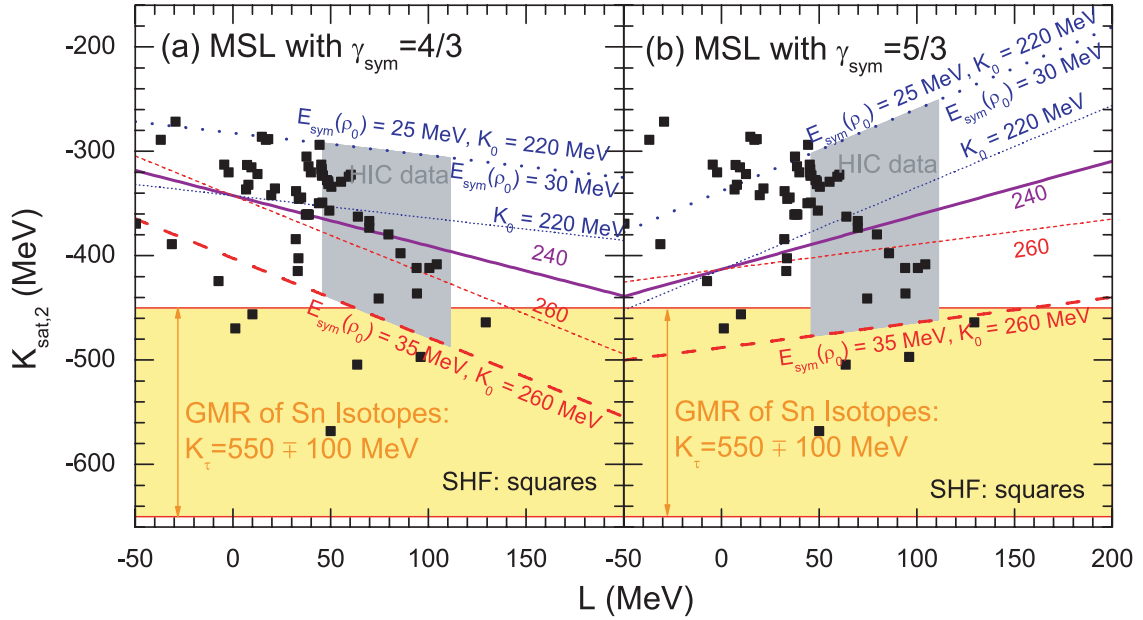 (a) MSL with γsym=4/3
Esym(ρ0) = 25 MeV, K0 = 220 MeV
HIC data
Esym(ρ0) = 30 MeV
K0 = 220 MeV
240
260
Esym(ρ0) = 35 MeV, K0 = 260 MeV
GMR of Sn Isotopes:
Kτ=550 ∓ 100 MeV
SHF: squares
(b) MSL with γsym=5/3
Esym(ρ0) = 25 MeV, K0 = 220 MeV
HIC data
Esym(ρ0) = 30 MeV
K0 = 220 MeV
240
260
Esym(ρ0) = 35 MeV, K0 = 260 MeV
GMR of Sn Isotopes:
Kτ=550 ∓ 100 MeV
SHF: squares
-200
-300
-400
-500
-600
Ksat,2 (MeV)
-50 0 50 100 150 -50 0 50 100 150 200
L (MeV)